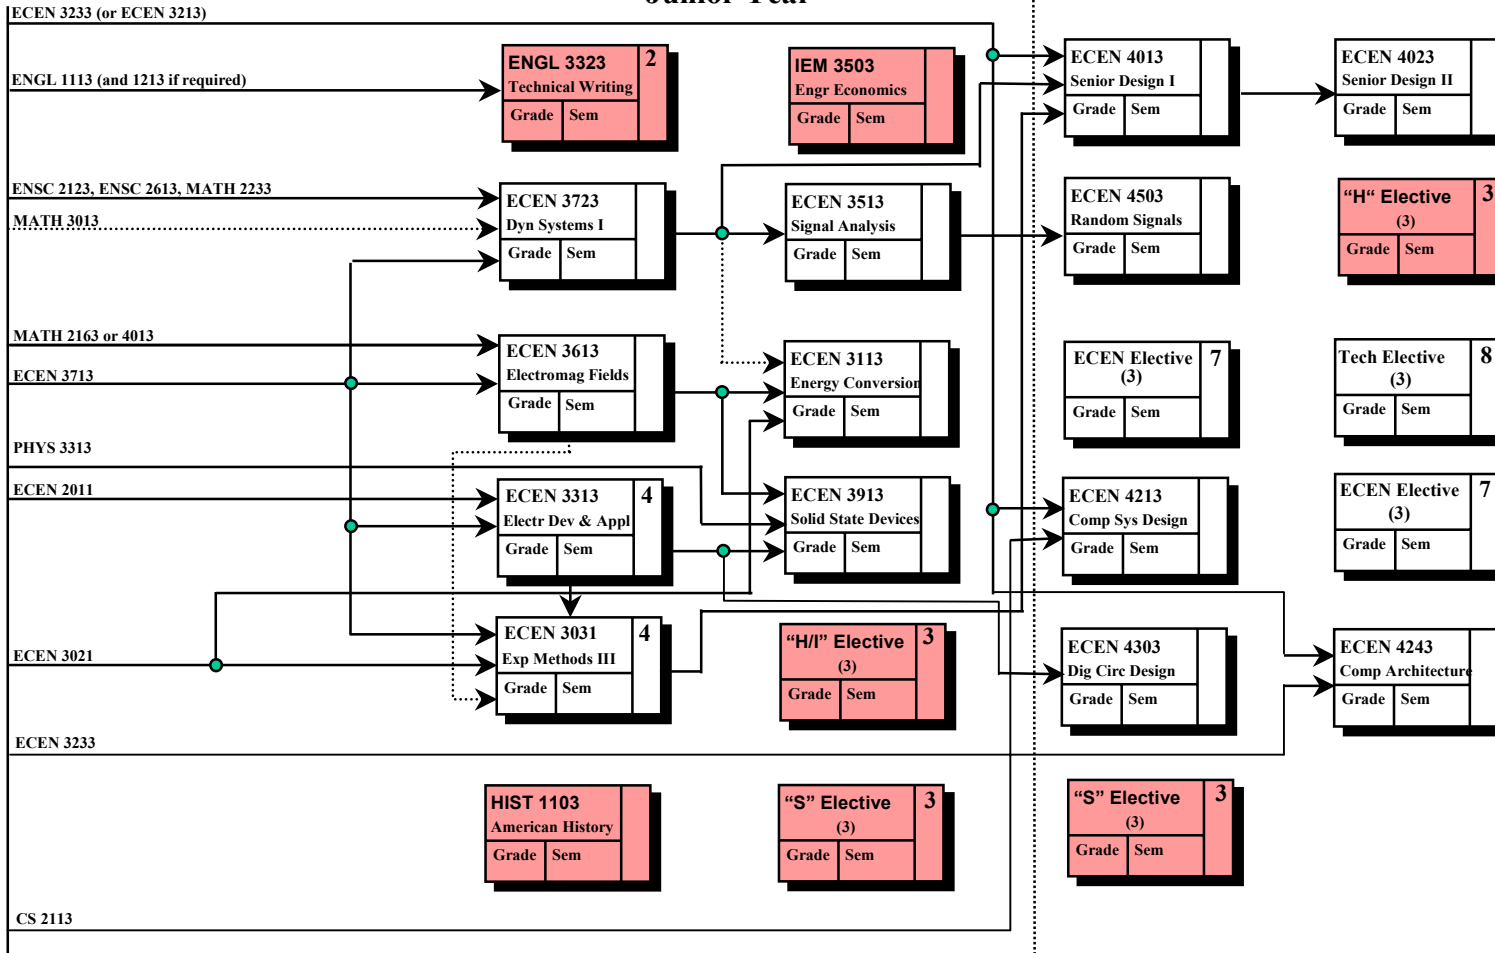 Junior Year
ECEN 3233 (or ECEN 3213)
ENGL 1113 (and 1213 if required)
ENGL 3323
2
Technical Writing
Grade Sem
IEM 3503
Engr Economics
Grade Sem
ECEN 4013
Senior Design I
Grade Sem
ECEN 4023
Senior Design II
Grade Sem
ENSC 2123, ENSC 2613, MATH 2233
MATH 3013
ECEN 3723
Dyn Systems I
Grade Sem
ECEN 3513
Signal Analysis
Grade Sem
ECEN 4503
Random Signals
Grade Sem
“H“ Elective
3
(3)
Grade Sem
MATH 2163 or 4013
ECEN 3713
ECEN 3613
Electromag Fields
Grade Sem
ECEN 3113
Energy Conversion
Grade Sem
ECEN Elective
7
(3)
Grade Sem
Tech Elective
8
(3)
Grade Sem
PHYS 3313
ECEN 2011
ECEN 3313
4
Electr Dev & Appl
Grade Sem
ECEN 3913
Solid State Devices
Grade Sem
ECEN 4213
Comp Sys Design
Grade Sem
ECEN Elective
7
(3)
Grade Sem
ECEN 3021
ECEN 3031
4
Exp Methods III
Grade Sem
“H/I” Elective
3
(3)
Grade Sem
ECEN 4303
Dig Circ Design
Grade Sem
ECEN 4243
Comp Architecture
Grade Sem
ECEN 3233
HIST 1103
American History
Grade Sem
“S” Elective
3
(3)
Grade Sem
“S” Elective
3
(3)
Grade Sem
CS 2113